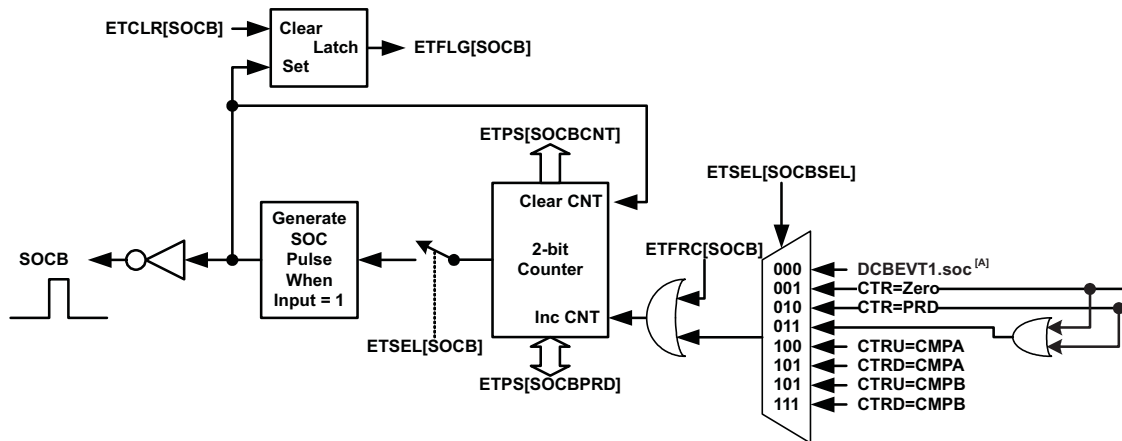 ETCLR[SOCB]
Clear
Latch
Set
ETFLG[SOCB]
ETPS[SOCBCNT]
ETSEL[SOCBSEL]
Clear CNT
2-bit
Counter
Inc CNT
Generate
SOC
Pulse
When
Input = 1
SOCB
ETSEL[SOCB]
ETPS[SOCBPRD]
ETFRC[SOCB]
000 DCBEVT1.soc [A]
001 CTR=Zero
010 CTR=PRD
011
100 CTRU=CMPA
101 CTRD=CMPA
101 CTRU=CMPB
111 CTRD=CMPB